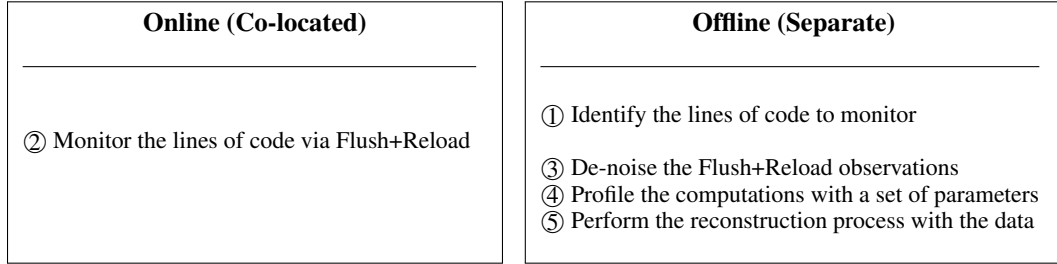 Online (Co-located)
② Monitor the lines of code via Flush+Reload
Offline (Separate)
① Identify the lines of code to monitor
③ De-noise the Flush+Reload observations
④ Profile the computations with a set of parameters
⑤ Perform the reconstruction process with the data